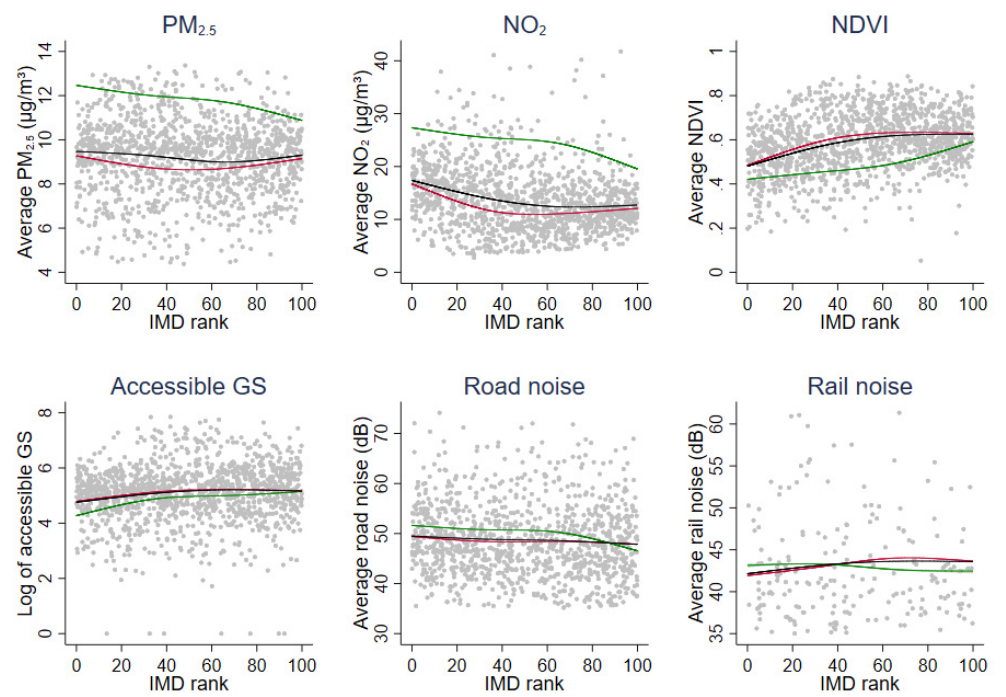 PM₂.₅
NO₂
NDVI
Average PM₂.₅ (µg/m³)
4 6 8 10 12 14
0 20 40 60 80 100
IMD rank
Average NO₂ (µg/m³)
0 10 20 30 40
0 20 40 60 80 100
IMD rank
Average NDVI
0 .2 .4 .6 .8 1
0 20 40 60 80 100
IMD rank
Accessible GS
Road noise
Rail noise
Log of accessible GS
0 2 4 6 8
0 20 40 60 80 100
IMD rank
Average road noise (dB)
30 40 50 60 70
0 20 40 60 80 100
IMD rank
Average rail noise (dB)
35 40 45 50 55 60
0 20 40 60 80 100
IMD rank